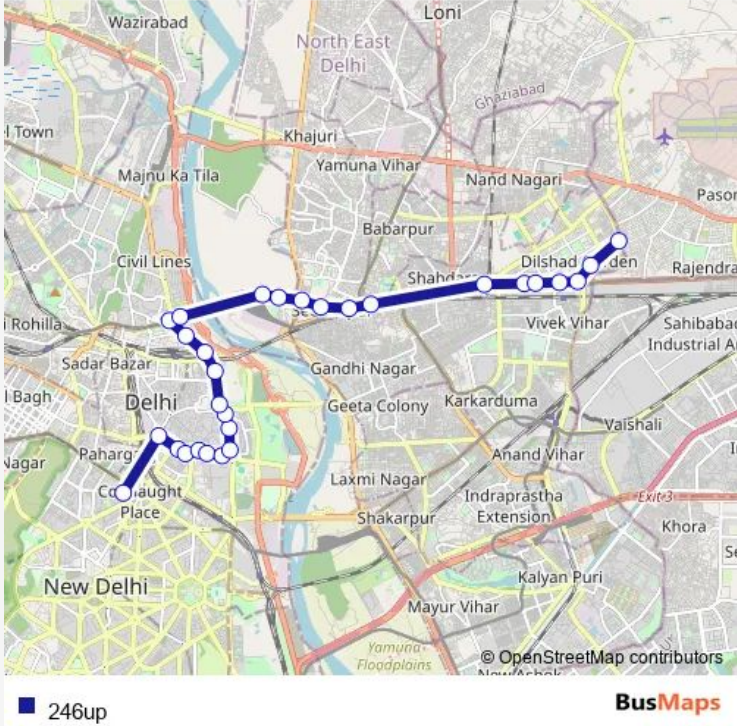 Loni
Wazirabad
North East
Delhi
Ghaziabad
l Town
Khajuri
Yamuna Vihar
Majnu Ka Tila
Nand Nagari
Pason
Babarpur
Civil Lines
Dilshad
den
Rajendra
Shahdara
i Rohilla
Vivek Vihar
Sahibabad
Industrial A
Sadar Bazar
Gandhi Nagar
l Bagh
Delhi
Geeta Colony
Karkarduma
Vaishali
Nagar
Paharg
Anand Vihar
Laxmi Nagar
Connaught
Place
Indraprastha
Extension
Exit 3
Shakarpur
Khora
New Delhi
Kalyan Puri
Mayur Vihar
Yamuna
Floodplains
© OpenStreetMap contributors
New Ashok
246up
BusMaps